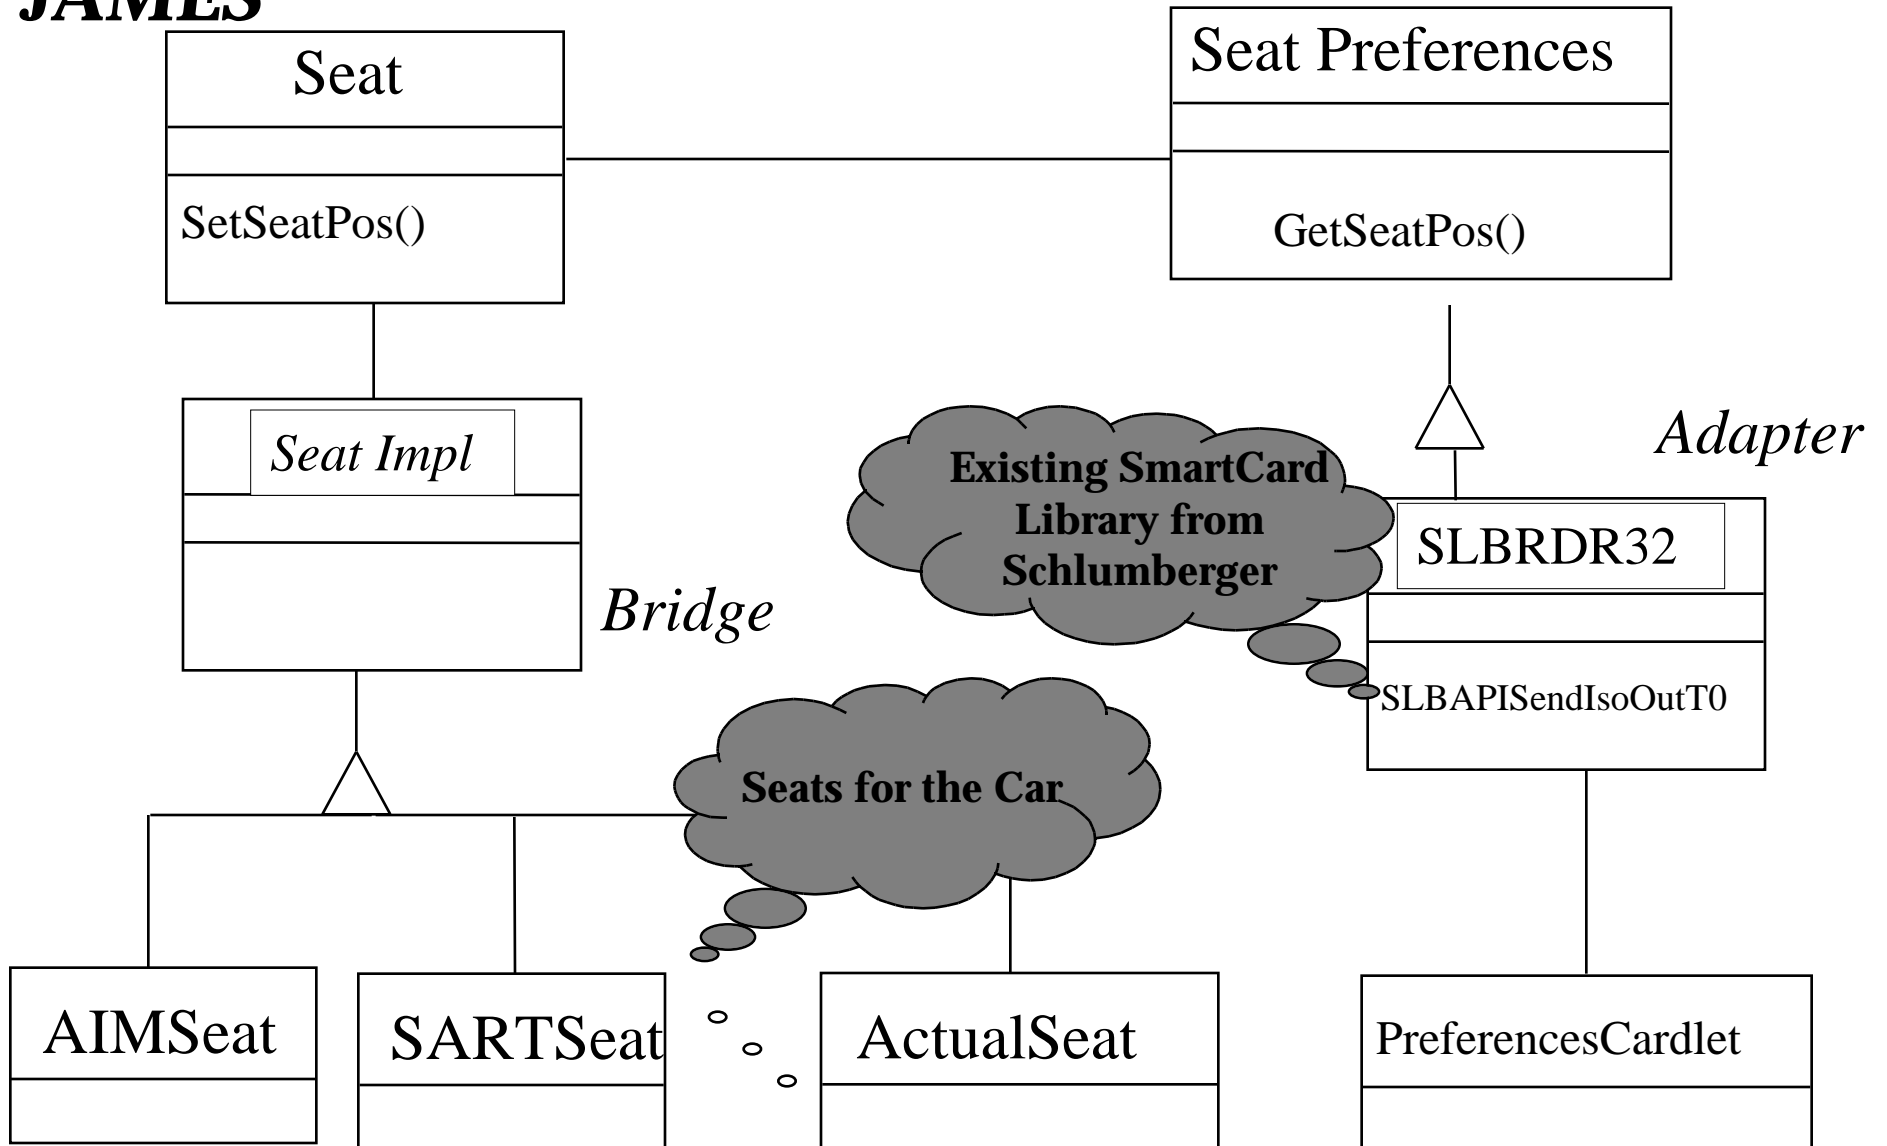 JAMES
Seat
Seat Preferences
SetSeatPos()
GetSeatPos()
Seat Impl
Adapter
Existing SmartCard
Library from
Schlumberger
SLBRDR32
Bridge
SLBAPISendIsoOutT0
Seats for the Car
AIMSeat
SARTSeat
ActualSeat
PreferencesCardlet